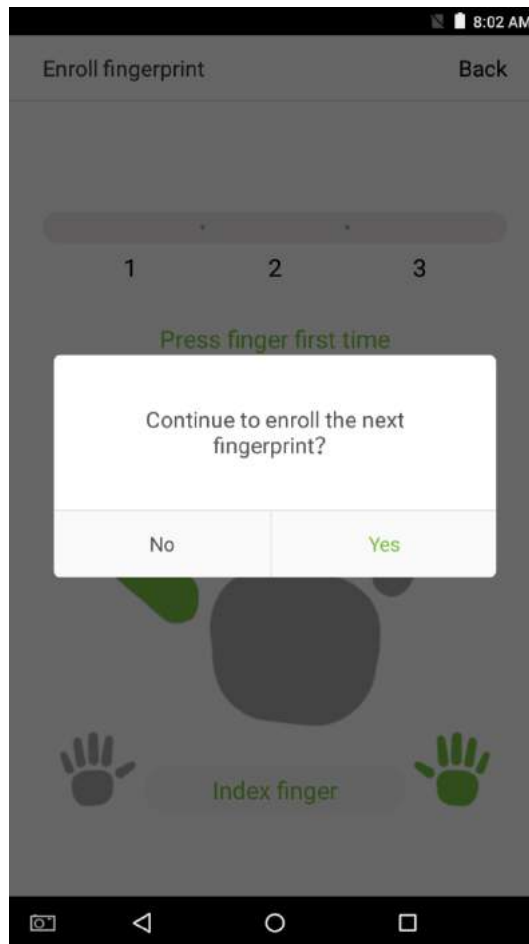 8:02 AM
Enroll fingerprint Back
1 2 3
Press finger first time
Continue to enroll the next
fingerprint?
No Yes
Index finger